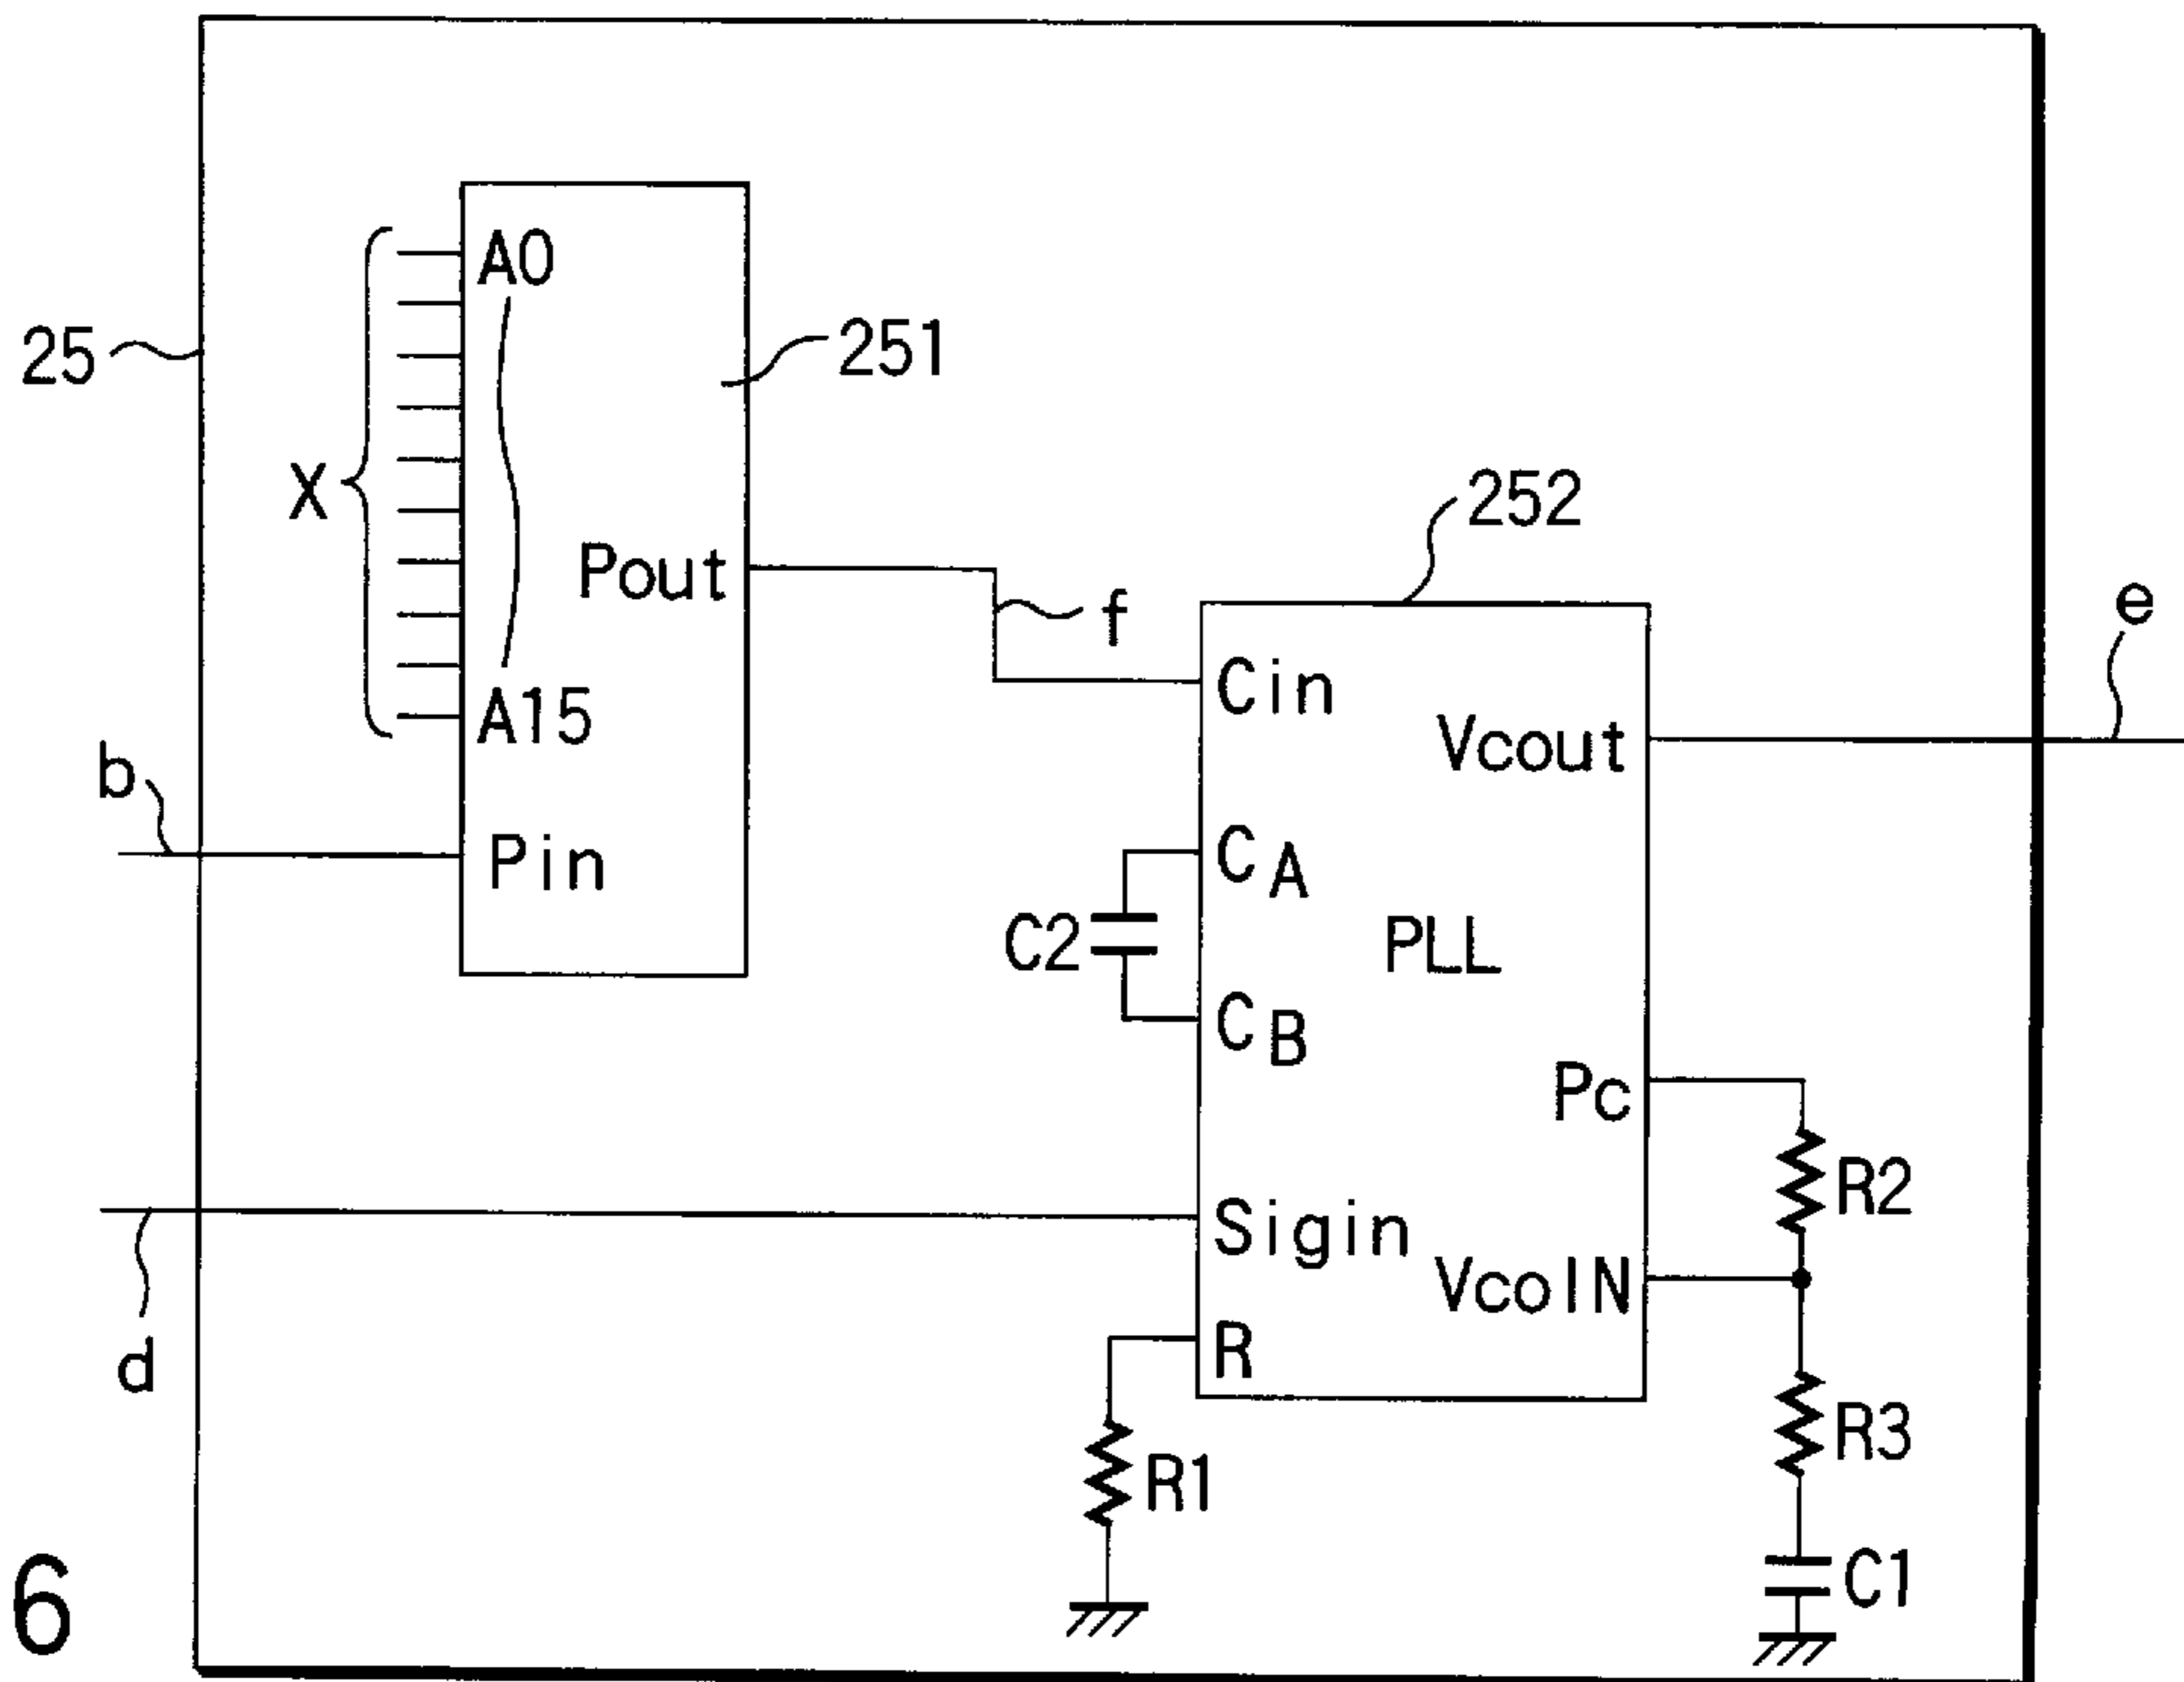 25
X
A0
A15
251
Pout
f
b
Pin
252
e
Cin
Vcout
CA
C2
PLL
CB
Pc
R2
Sigin
VcoIN
d
R
R1
R3
C1
6